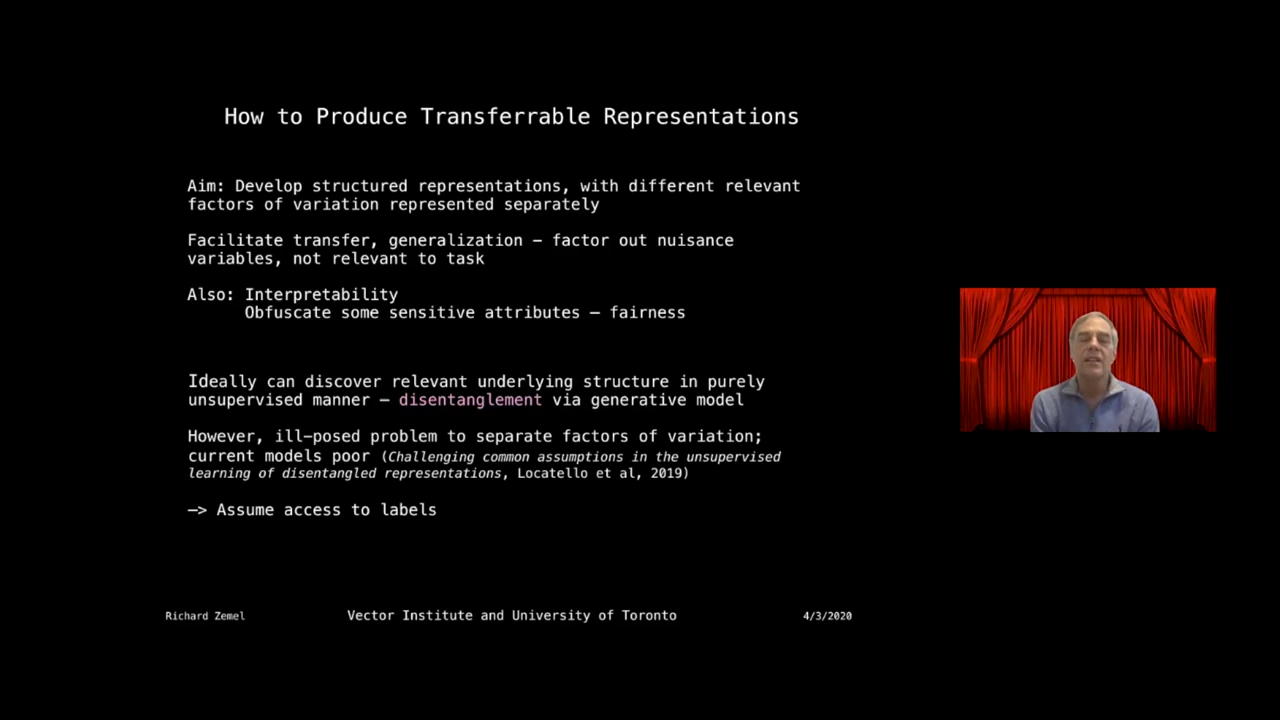 How to Produce Transferrable Representations
Aim: Develop structured representations, with different relevant
factors of variation represented separately
Facilitate transfer, generalization – factor out nuisance
variables, not relevant to task
Also: Interpretability
Obfuscate some sensitive attributes – fairness
Ideally can discover relevant underlying structure in purely
unsupervised manner – disentanglement via generative model
However, ill-posed problem to separate factors of variation;
current models poor (Challenging common assumptions in the unsupervised
learning of disentangled representations, Locatello et al, 2019)
—> Assume access to labels
Richard Zemel Vector Institute and University of Toronto 4/3/2020